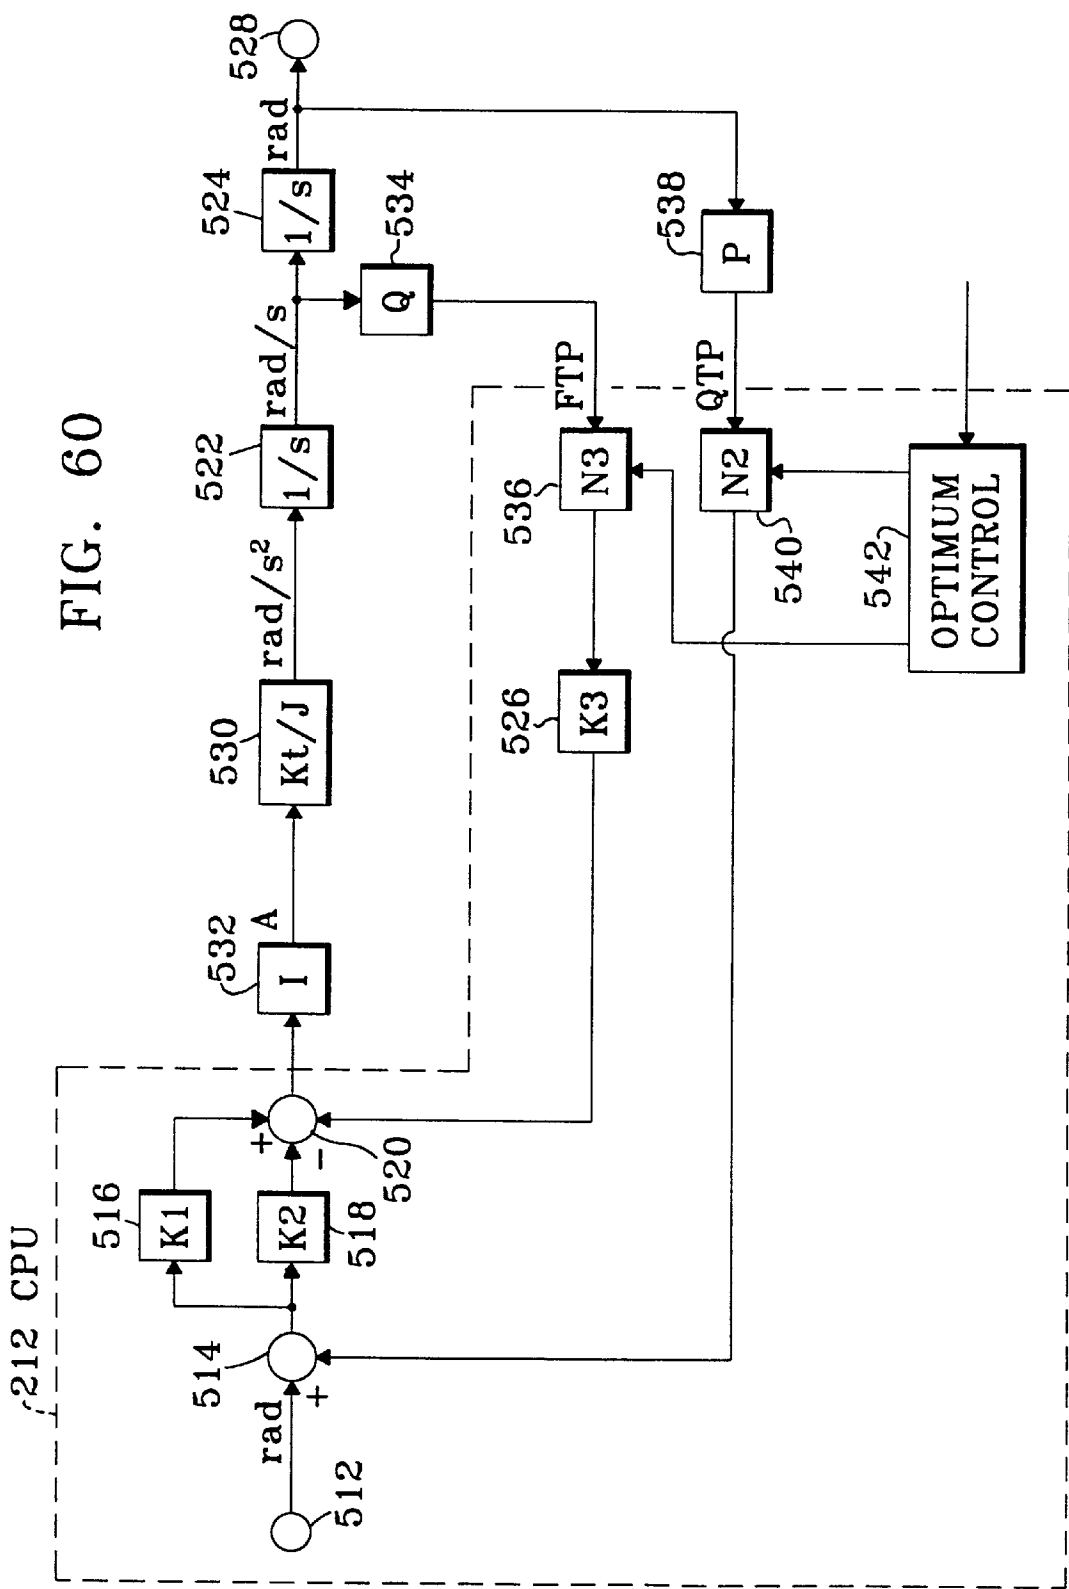 FIG. 60
212 CPU
512
rad
+
514
516
K1
K2
518
+
-
520
532
I
A
530
Kt/J
rad/s²
522
1/s
rad/s
524
1/s
rad
528
Q
534
FTP
N3
536
K3
526
P
538
QTP
N2
540
542
OPTIMUM
CONTROL